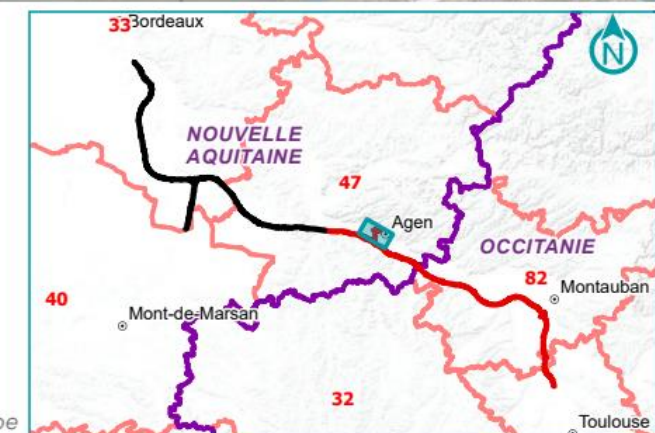 33 Bordeaux
N
NOUVELLE
AQUITAINE
47
Agen
OCCITANIE
82
Montauban
40
Mont-de-Marsan
32
Toulouse